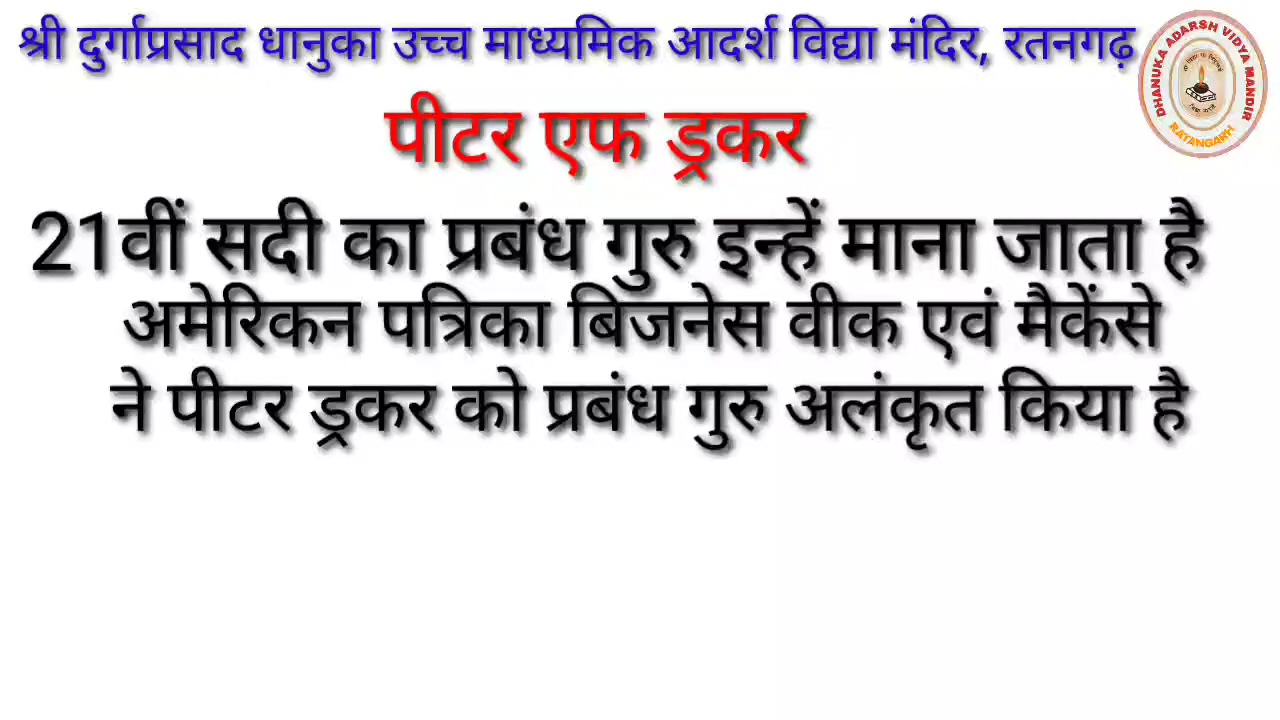 श्री दुर्गाप्रसाद धानुका उच्च माध्यमिक आदर्श विद्या मंदिर, रतनगढ़
DHANUKA ADARSH VIDYA MANDIR
RATANGARH
पीटर एफ ड्रकर
21वीं सदी का प्रबंध गुरु इन्हें माना जाता है
अमेरिकन पत्रिका बिजनेस वीक एवं मैकेंसे
ने पीटर ड्रकर को प्रबंध गुरु अलंकृत किया है